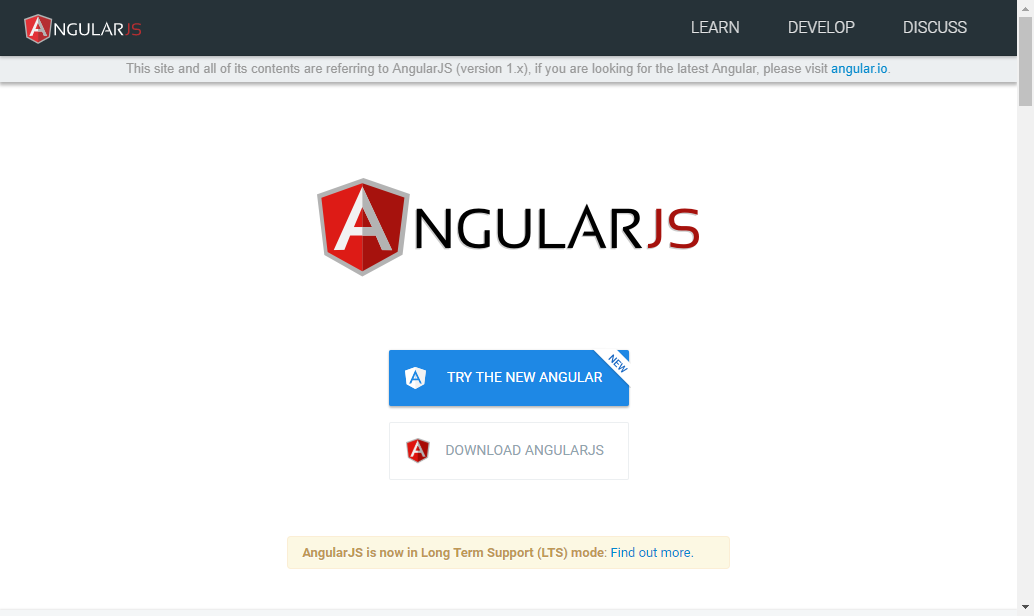 ANGULARJS
LEARN
DEVELOP
DISCUSS
This site and all of its contents are referring to AngularJS (version 1.x), if you are looking for the latest Angular, please visit angular.io.
ANGULARJS
TRY THE NEW ANGULAR
NEW
DOWNLOAD ANGULARJS
AngularJS is now in Long Term Support (LTS) mode: Find out more.